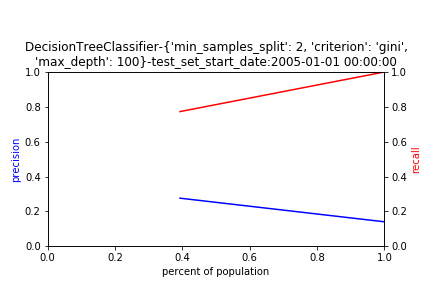 DecisionTreeClassifier-{'min_samples_split': 2, 'criterion': 'gini',
'max_depth': 100}-test_set_start_date:2005-01-01 00:00:00
1.0
0.8
0.6
0.4
0.2
0.0
precision
1.0
0.8
0.6
0.4
0.2
0.0
recall
0.0 0.2 0.4 0.6 0.8 1.0
percent of population